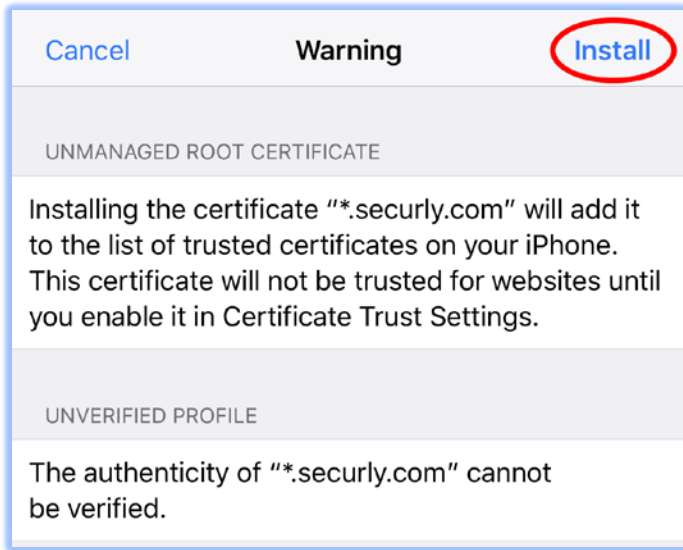 Cancel Warning Install
UNMANAGED ROOT CERTIFICATE
Installing the certificate “*.securly.com” will add it
to the list of trusted certificates on your iPhone.
This certificate will not be trusted for websites until
you enable it in Certificate Trust Settings.
UNVERIFIED PROFILE
The authenticity of “*.securly.com” cannot
be verified.